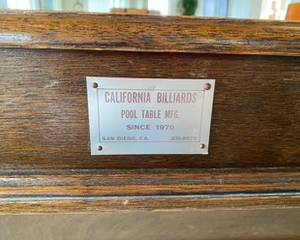 CALIFORNIA BILLIARDS
POOL TABLE MFG.
SINCE 1970
SAN DIEGO, CA.